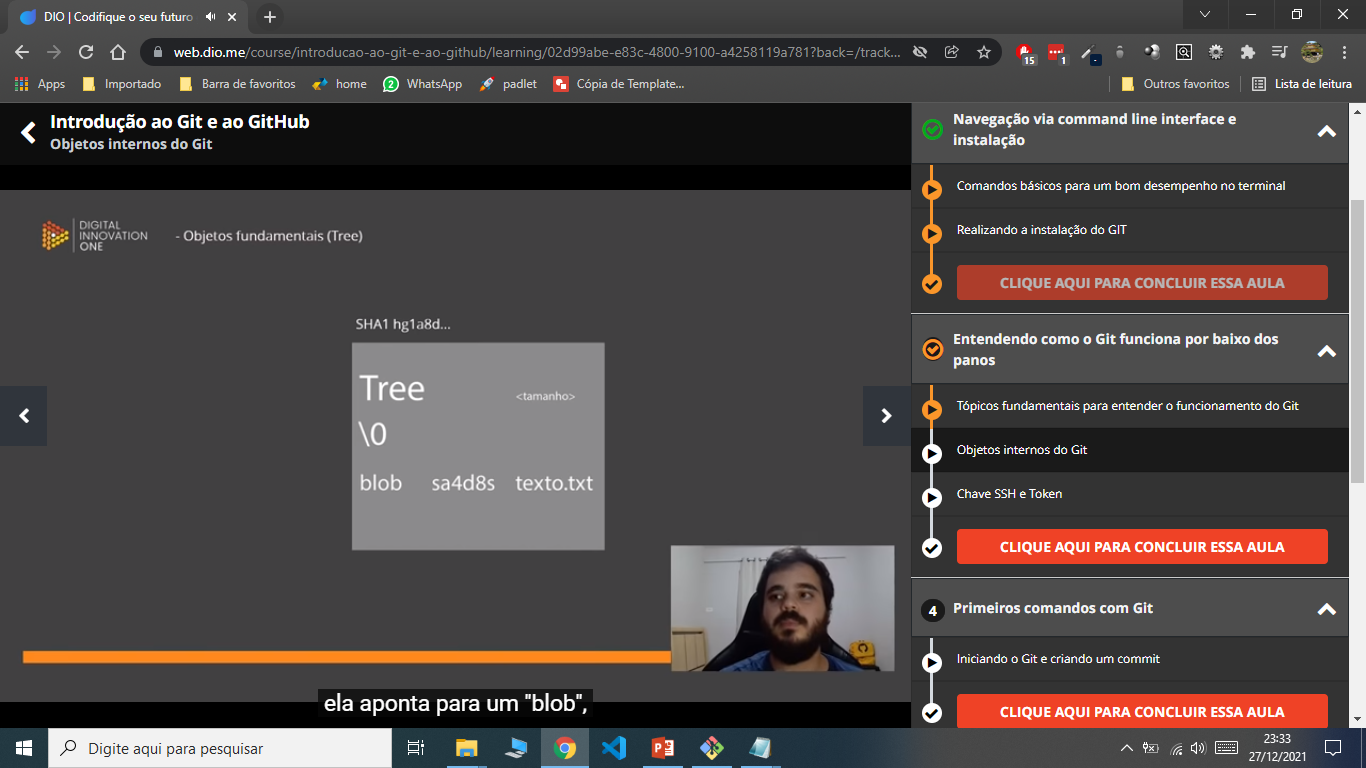 DIO | Codifique o seu futuro
web.dio.me/course/introducao-ao-git-e-ao-github/learning/02d99abe-e83c-4800-9100-a4258119a781?back=/track...
15
1
Apps
Importado
Barra de favoritos
home
2
WhatsApp
padlet
Cópia de Template...
Outros favoritos
Lista de leitura
Introdução ao Git e ao GitHub
Objetos internos do Git
DIGITAL
INNOVATION
ONE
- Objetos fundamentais (Tree)
SHA1 hg1a8d...
Tree <tamanho>
\0
blob sa4d8s texto.txt
ela aponta para um "blob",
Navegação via command line interface e
instalação
Comandos básicos para um bom desempenho no terminal
Realizando a instalação do GIT
CLIQUE AQUI PARA CONCLUIR ESSA AULA
Entendendo como o Git funciona por baixo dos
panos
Tópicos fundamentais para entender o funcionamento do Git
Objetos internos do Git
Chave SSH e Token
CLIQUE AQUI PARA CONCLUIR ESSA AULA
4 Primeiros comandos com Git
Iniciando o Git e criando um commit
CLIQUE AQUI PARA CONCLUIR ESSA AULA
Digite aqui para pesquisar
23:33
27/12/2021